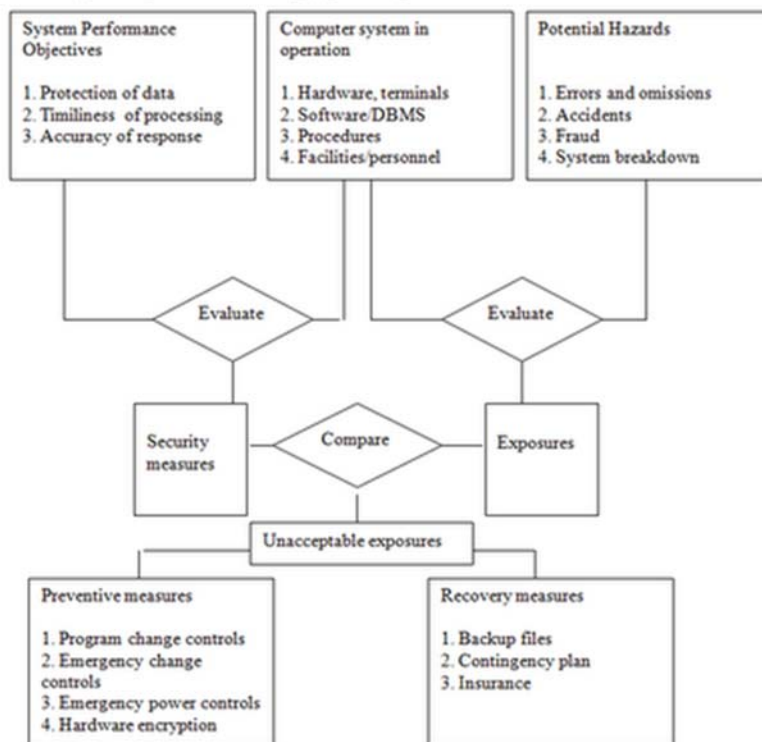 System Performance
Objectives
1. Protection of data
2. Timiliness of processing
3. Accuracy of response
Computer system in
operation
1. Hardware, terminals
2. Software/DBMS
3. Procedures
4. Facilities/personnel
Potential Hazards
1. Errors and omissions
2. Accidents
3. Fraud
4. System breakdown
Evaluate
Evaluate
Security
measures
Compare
Exposures
Unacceptable exposures
Preventive measures
1. Program change controls
2. Emergency change
controls
3. Emergency power controls
4. Hardware encryption
Recovery measures
1. Backup files
2. Contingency plan
3. Insurance